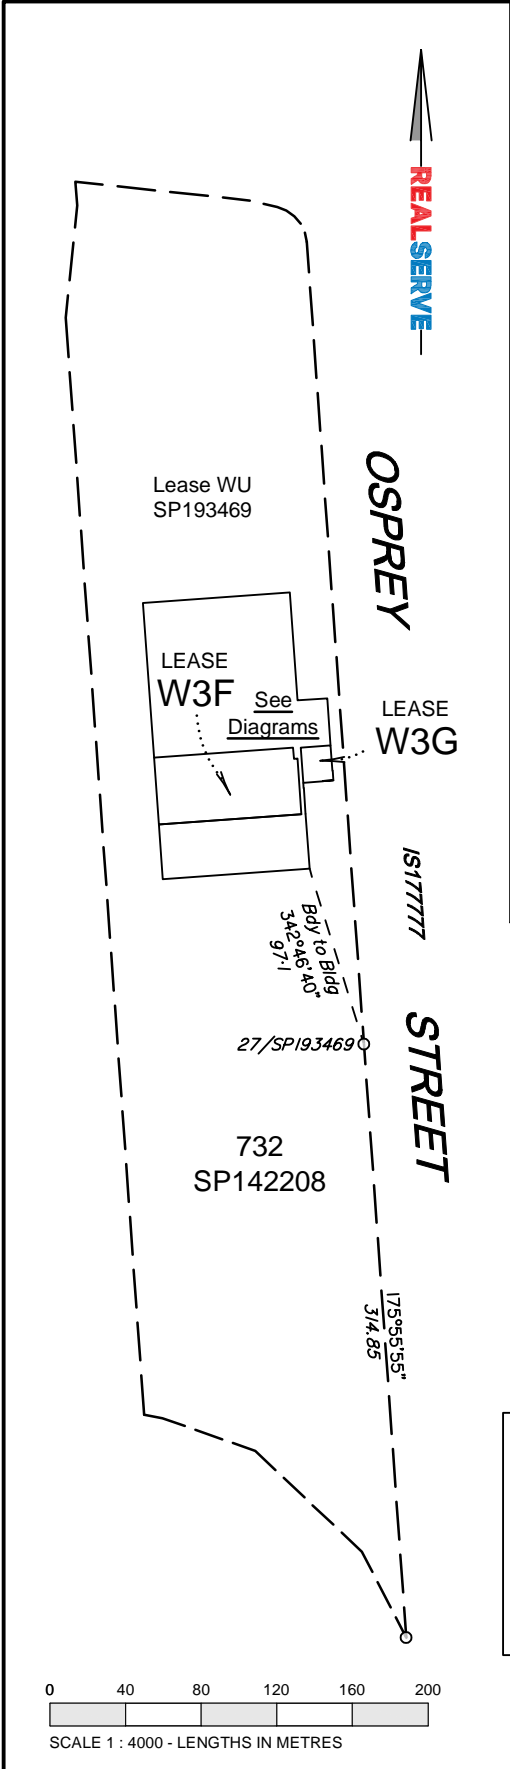 REALSERVE
OSPREY
Lease WU
SP193469
LEASE
W3F
See
Diagrams
LEASE
W3G
IS177777
Bdy to Bldg
342°46'40"
97·1
27/SP193469
STREET
732
SP142208
175°55'55"
314.85
0 40 80 120 160 200
SCALE 1 : 4000 - LENGTHS IN METRES